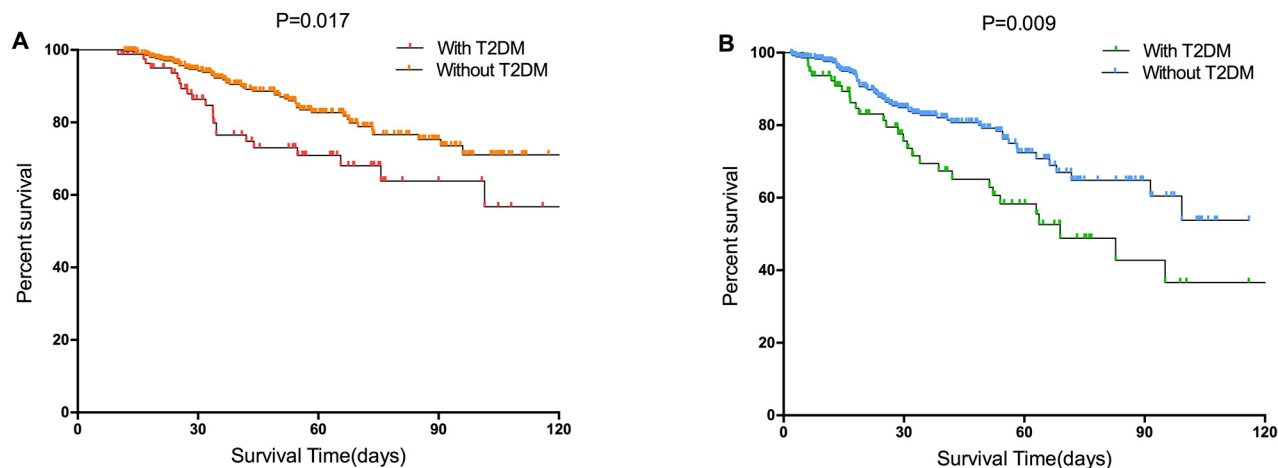 A
P=0.017
With T2DM
Without T2DM
Percent survival
100
80
60
40
20
0
0 30 60 90 120
Survival Time(days)
B
P=0.009
With T2DM
Without T2DM
Percent survival
100
80
60
40
20
0
0 30 60 90 120
Survival Time(days)